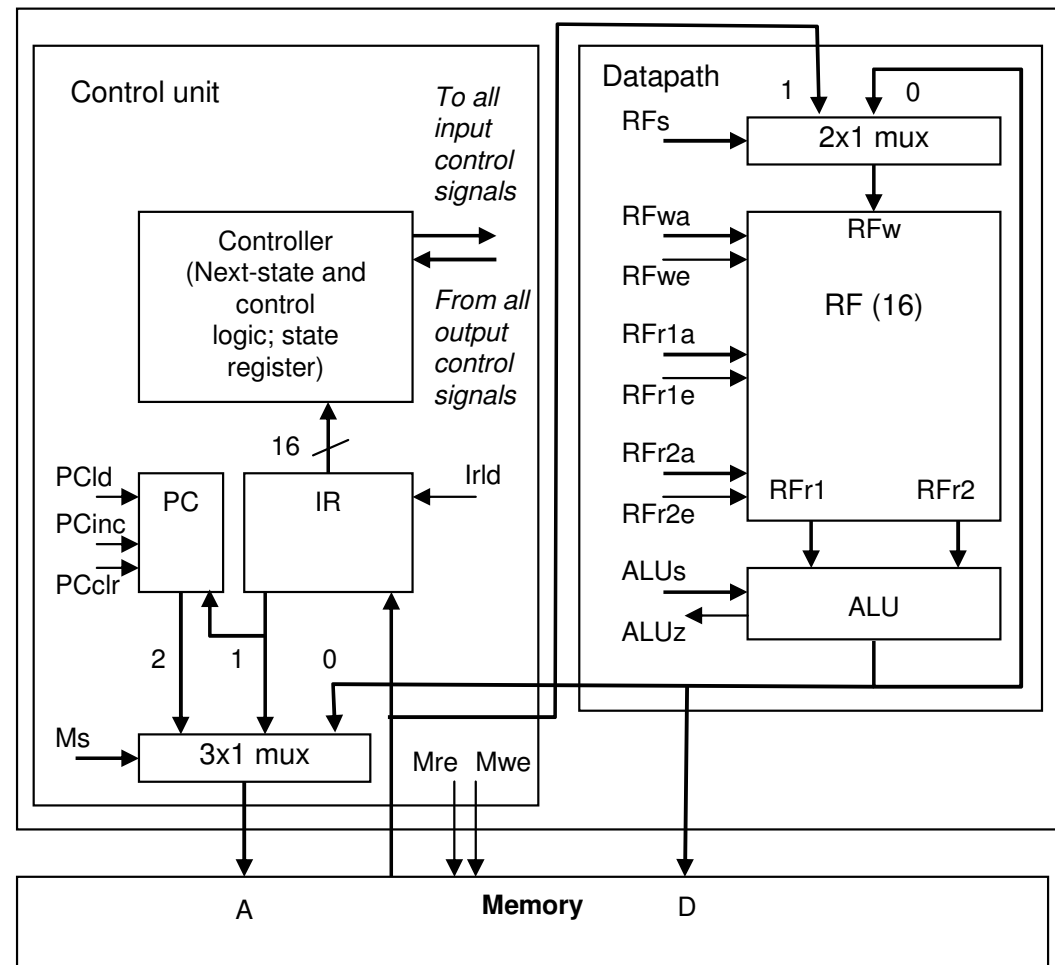 Control unit
To all
input
control
signals
Controller
(Next-state and
control
logic; state
register)
From all
output
control
signals
16
PCld
PC
IR
Irld
PCinc
PCclr
2
1
0
Ms
3x1 mux
Mre
Mwe
Datapath
1
0
RFs
2x1 mux
RFwa
RFw
RFwe
RF (16)
RFr1a
RFr1e
RFr2a
RFr1
RFr2
RFr2e
ALUs
ALU
ALUz
A
Memory
D